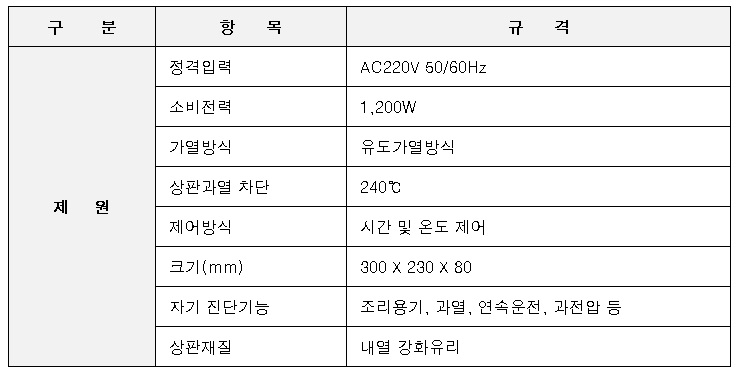 구 분 항 목 규 격
정격입력 AC220V 50/60Hz
소비전력 1,200W
가열방식 유도가열방식
상판과열 차단 240℃
제 원
제어방식 시간 및 온도 제어
크기(mm) 300 X 230 X 80
자기 진단기능 조리용기, 과열, 연속운전, 과전압 등
상판재질 내열 강화유리